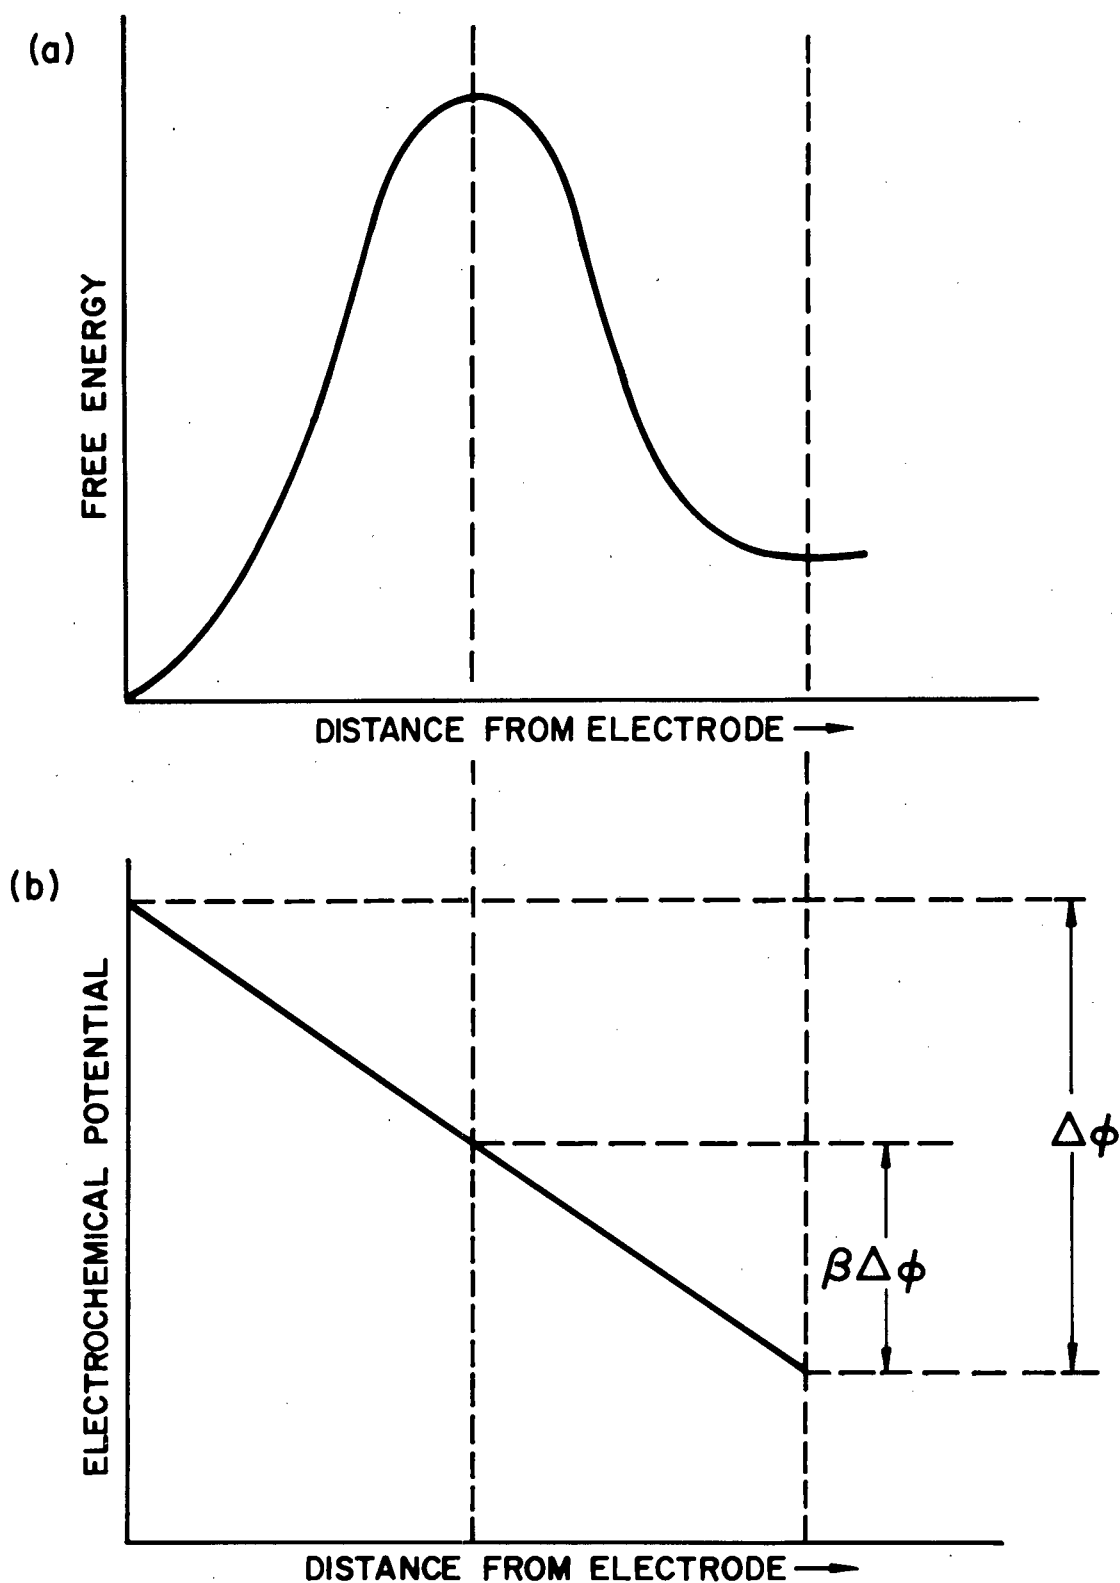 (a)
FREE ENERGY
DISTANCE FROM ELECTRODE →
(b)
ELECTROCHEMICAL POTENTIAL
Δϕ
βΔϕ
DISTANCE FROM ELECTRODE →